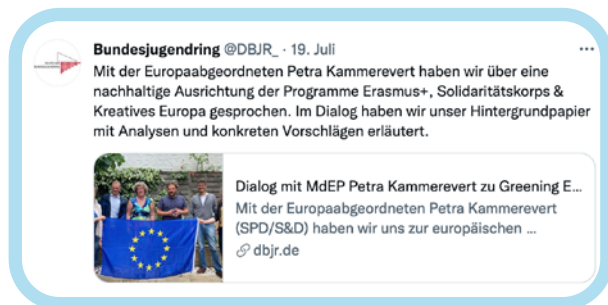 Bundesjugendring @DBJR_ · 19. Juli
Mit der Europaabgeordneten Petra Kammerevert haben wir über eine
nachhaltige Ausrichtung der Programme Erasmus+, Solidaritätskorps &
Kreatives Europa gesprochen. Im Dialog haben wir unser Hintergrundpapier
mit Analysen und konkreten Vorschlägen erläutert.
Dialog mit MdEP Petra Kammerevert zu Greening E...
Mit der Europaabgeordneten Petra Kammerevert
(SPD/S&D) haben wir uns zur europäischen ...
dbjr.de